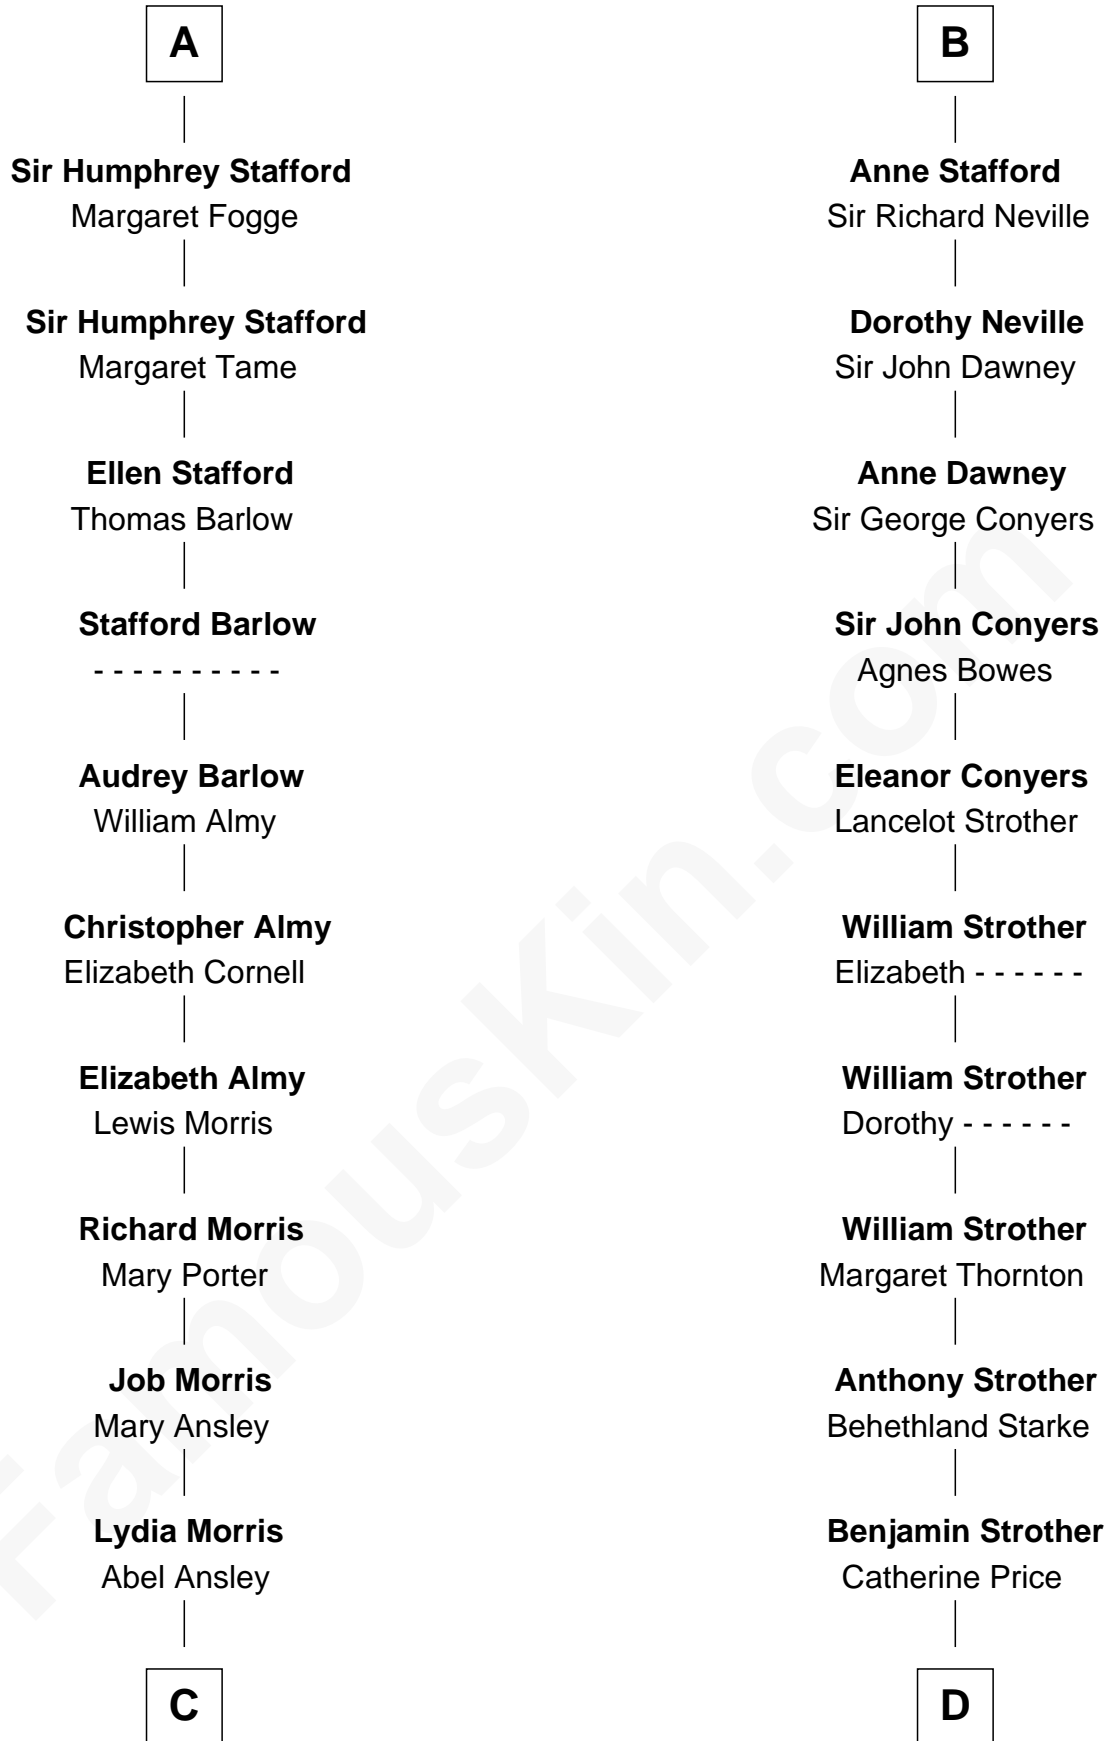 A
Sir Humphrey Stafford
Margaret Fogge
Sir Humphrey Stafford
Margaret Tame
Ellen Stafford
Thomas Barlow
Stafford Barlow
- - - - - - - - - -
Audrey Barlow
William Almy
Christopher Almy
Elizabeth Cornell
Elizabeth Almy
Lewis Morris
Richard Morris
Mary Porter
Job Morris
Mary Ansley
Lydia Morris
Abel Ansley
C
B
Anne Stafford
Sir Richard Neville
Dorothy Neville
Sir John Dawney
Anne Dawney
Sir George Conyers
Sir John Conyers
Agnes Bowes
Eleanor Conyers
Lancelot Strother
William Strother
Elizabeth - - - - - -
William Strother
Dorothy - - - - - -
William Strother
Margaret Thornton
Anthony Strother
Behethland Starke
Benjamin Strother
Catherine Price
D
FamousKin.com